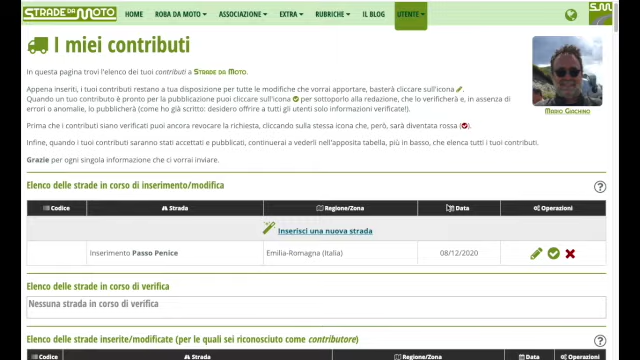 STRADE DA MOTO
HOME ROBA DA MOTO ASSOCIAZIONE EXTRA RUBRICHE IL BLOG UTENTE
I miei contributi
In questa pagina trovi l'elenco dei tuoi contributi a STRADE DA MOTO.
Appena inseriti, i tuoi contributi restano a tua disposizione per tutte le modifiche che vorrai apportare, basterà cliccare sull'icona .
Quando un tuo contributo è pronto per la pubblicazione puoi cliccare sull'icona per sottoporlo alla redazione, che lo verificherà e, in assenza di
errori o anomalie, lo pubblicherà (come ho già scritto: desidero offrire a tutti gli utenti solo informazioni verificate!).
Prima che i contributi siano verificati puoi ancora revocare la richiesta, cliccando sulla stessa icona che, però, sarà diventata rossa ( ).
Infine, quando i tuoi contributi saranno stati accettati e pubblicati, continuerai a vederli nell'apposita tabella, più in basso, che elenca tutti i tuoi contributi.
Grazie per ogni singola informazione che ci vorrai inviare.
MARIO GIACHINO
Elenco delle strade in corso di inserimento/modifica ?
Codice Strada Regione/Zona Data Operazioni
Inserisci una nuova strada
Inserimento Passo Penice Emilia-Romagna (Italia) 08/12/2020
Elenco delle strade in corso di verifica
Nessuna strada in corso di verifica
Elenco delle strade inserite/modificate (per le quali sei riconosciuto come contributore) ?
Codice Strada Regione/Zona Data Operazioni